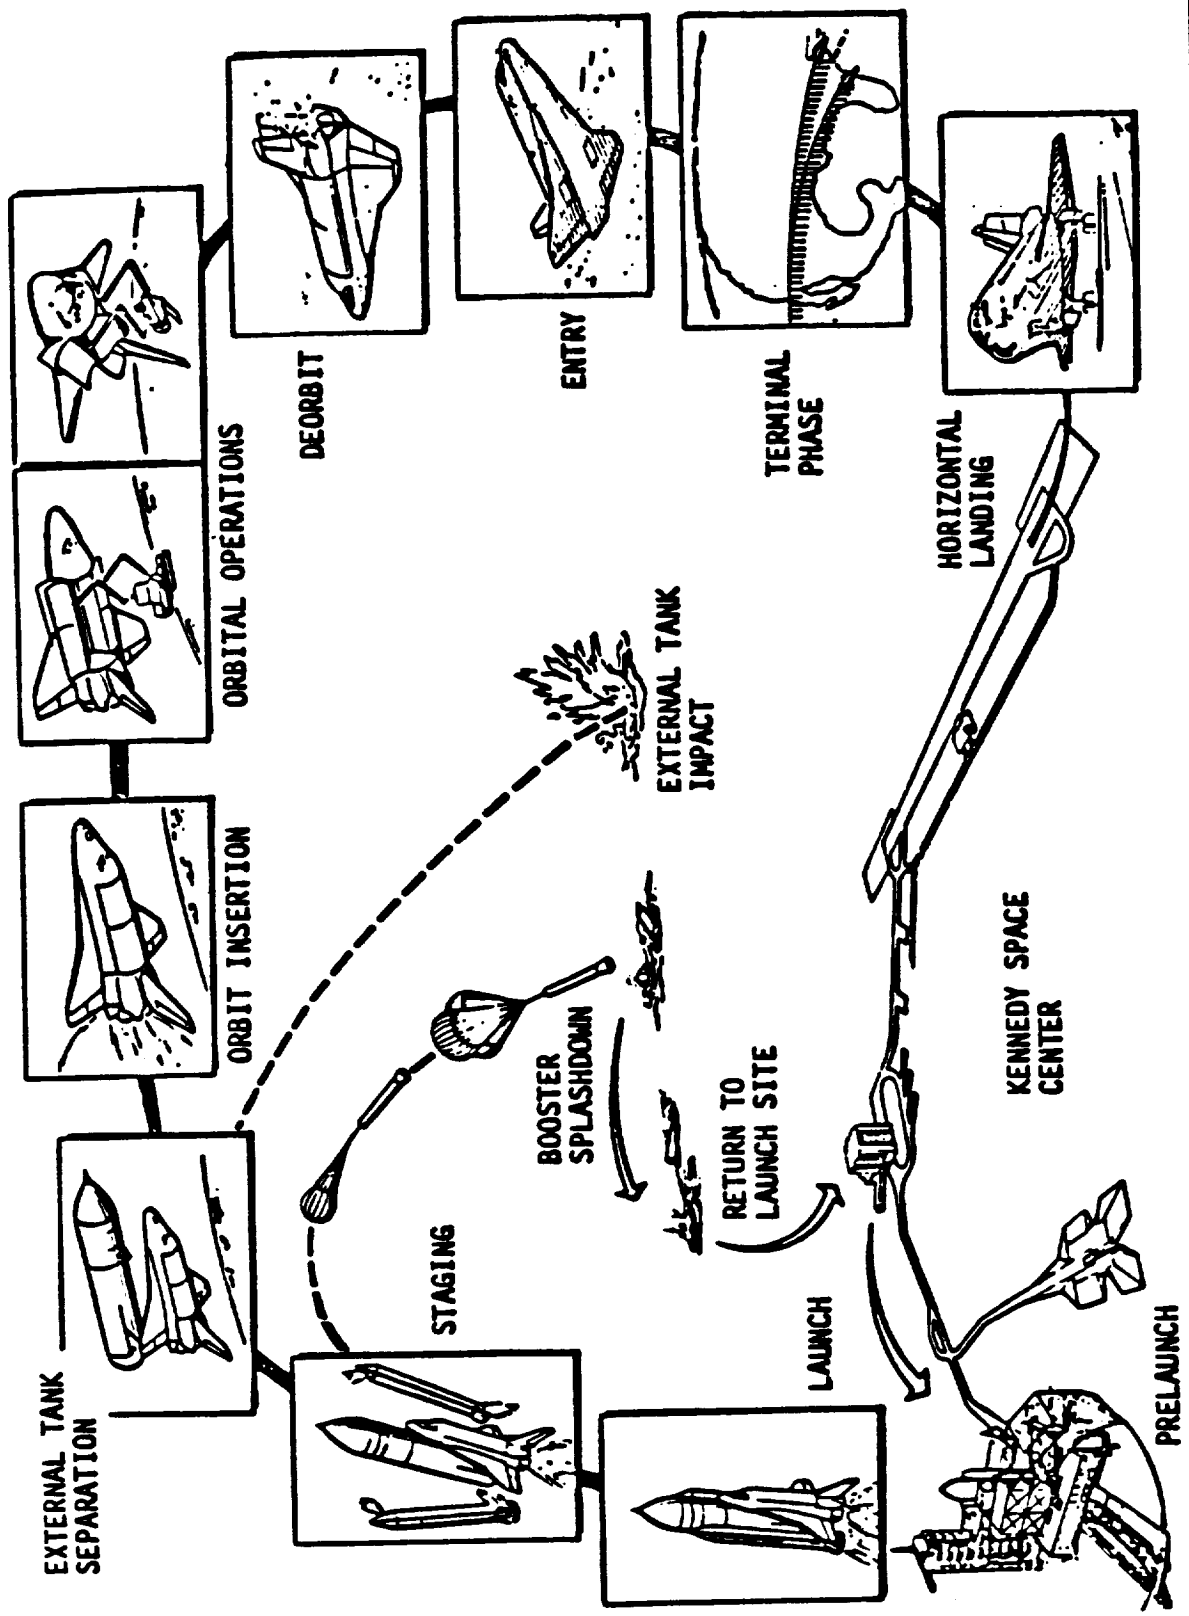 EXTERNAL TANK
SEPARATION
ORBIT INSERTION
ORBITAL OPERATIONS
DEORBIT
STAGING
ENTRY
BOOSTER
SPLASHDOWN
EXTERNAL TANK
IMPACT
RETURN TO
LAUNCH SITE
TERMINAL
PHASE
LAUNCH
HORIZONTAL
LANDING
KENNEDY SPACE
CENTER
PRELAUNCH